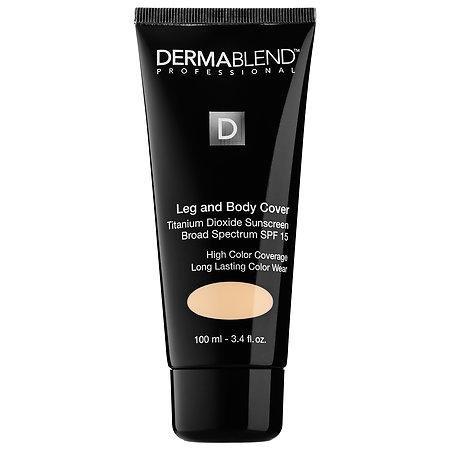 DERMABLEND™
PROFESSIONAL
D
Leg and Body Cover
Titanium Dioxide Sunscreen
Broad Spectrum SPF 15
High Color Coverage
Long Lasting Color Wear
100 ml - 3.4 fl. oz.